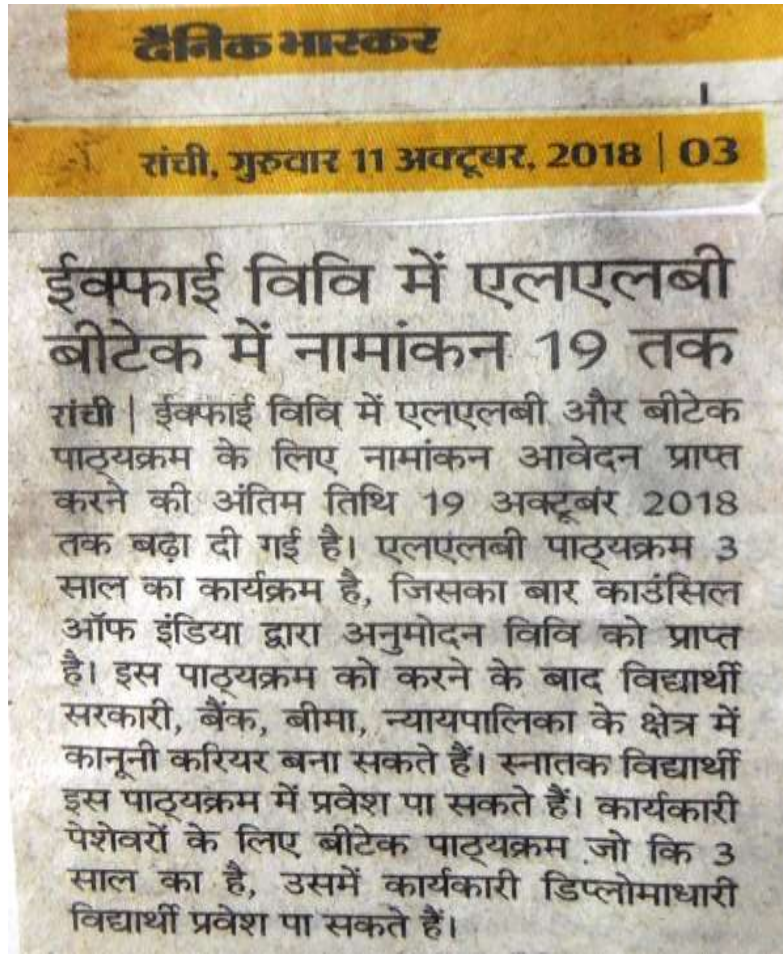 दैनिक भास्कर
रांची, गुरुवार 11 अक्टूबर, 2018 | 03
ईक्फाई विवि में एलएलबी
बीटेक में नामांकन 19 तक
रांची | ईक्फाई विवि में एलएलबी और बीटेक
पाठ्यक्रम के लिए नामांकन आवेदन प्राप्त
करने की अंतिम तिथि 19 अक्टूबर 2018
तक बढ़ा दी गई है। एलएलबी पाठ्यक्रम 3
साल का कार्यक्रम है, जिसका बार काउंसिल
ऑफ इंडिया द्वारा अनुमोदन विवि को प्राप्त
है। इस पाठ्यक्रम को करने के बाद विद्यार्थी
सरकारी, बैंक, बीमा, न्यायपालिका के क्षेत्र में
कानूनी करियर बना सकते हैं। स्नातक विद्यार्थी
इस पाठ्यक्रम में प्रवेश पा सकते हैं। कार्यकारी
पेशेवरों के लिए बीटेक पाठ्यक्रम जो कि 3
साल का है, उसमें कार्यकारी डिप्लोमाधारी
विद्यार्थी प्रवेश पा सकते हैं।